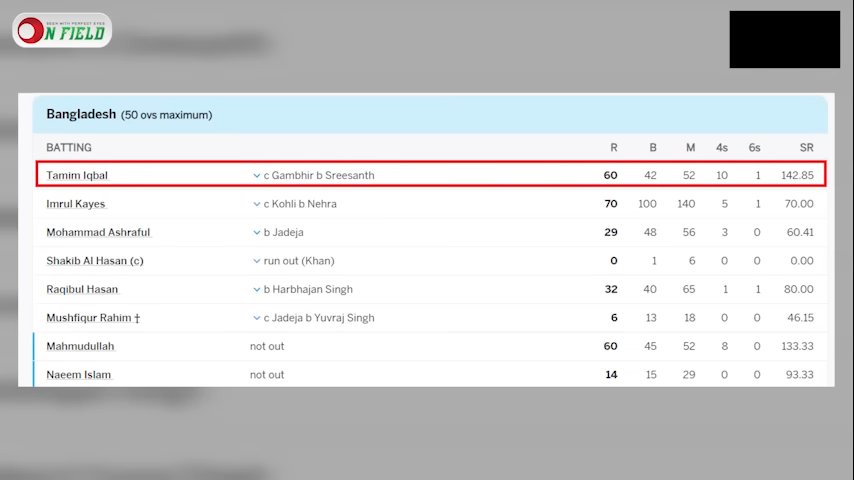 SEEN WITH PERFECT EYES
ON FIELD
Bangladesh (50 ovs maximum)
BATTING R B M 4s 6s SR
Tamim Iqbal c Gambhir b Sreesanth 60 42 52 10 1 142.85
Imrul Kayes c Kohli b Nehra 70 100 140 5 1 70.00
Mohammad Ashraful b Jadeja 29 48 56 3 0 60.41
Shakib Al Hasan (c) run out (Khan) 0 1 6 0 0 0.00
Raqibul Hasan b Harbhajan Singh 32 40 65 1 1 80.00
Mushfiqur Rahim † c Jadeja b Yuvraj Singh 6 13 18 0 0 46.15
Mahmudullah not out 60 45 52 8 0 133.33
Naeem Islam not out 14 15 29 0 0 93.33